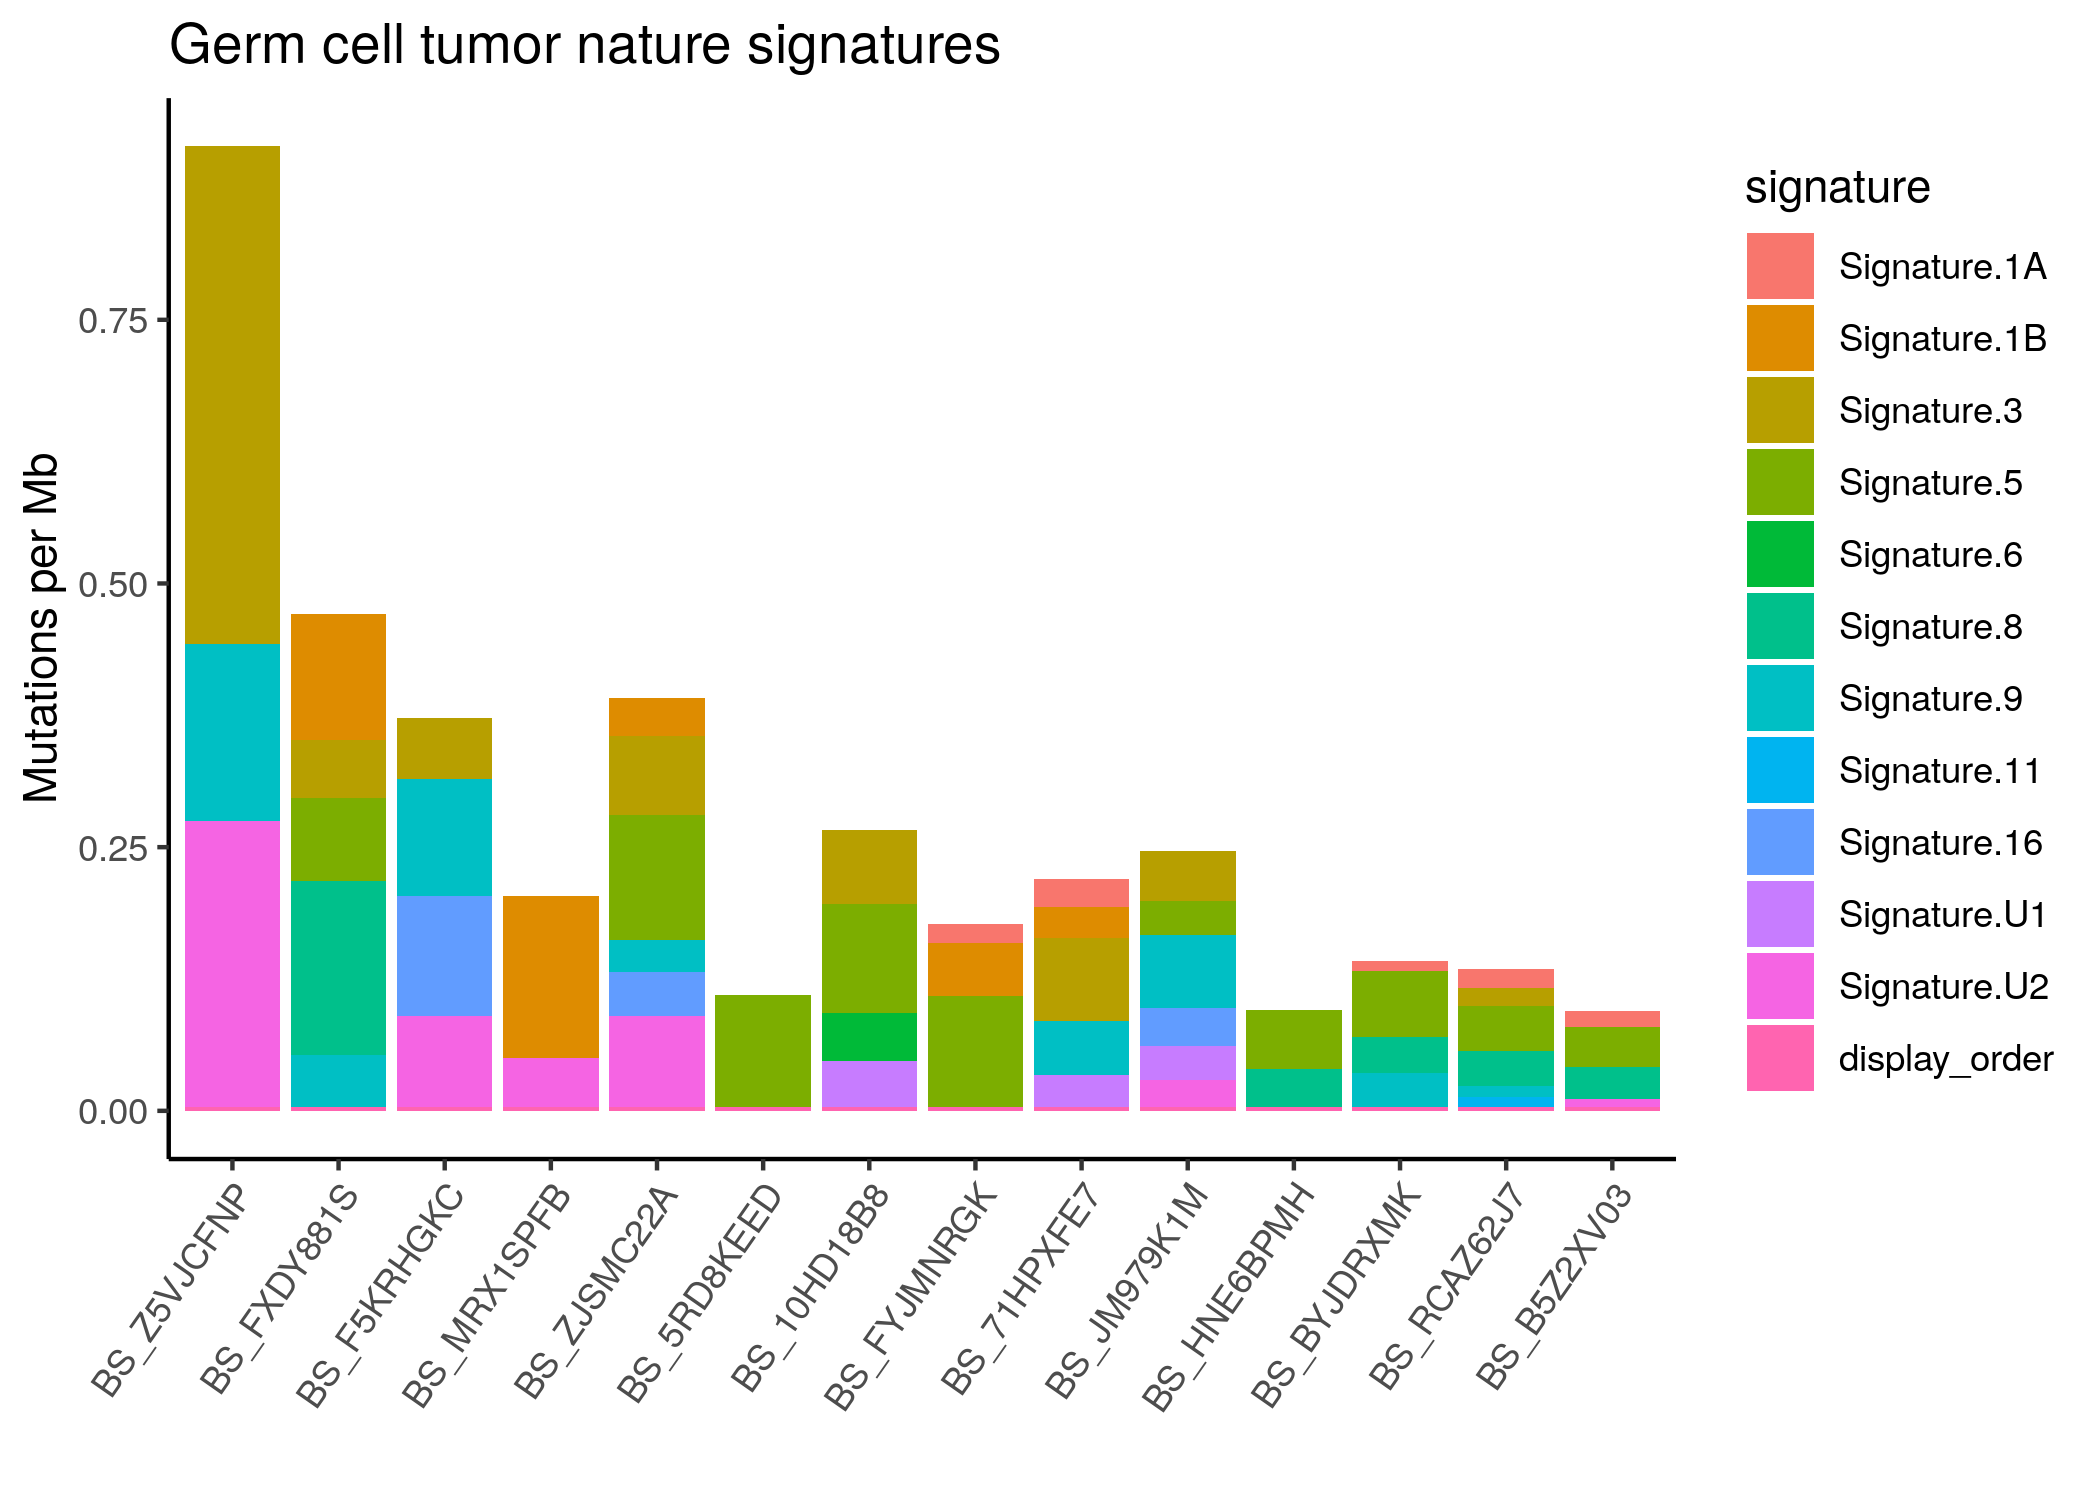 Germ cell tumor nature signatures
Mutations per Mb
0.75
0.50
0.25
0.00
BS_Z5VJCFNP
BS_FXDY881S
BS_F5KRHGKC
BS_MRX1SPFB
BS_ZJSMC22A
BS_5RD8KEED
BS_10HD18B8
BS_FYJMNRGK
BS_71HPXFE7
BS_JM979K1M
BS_HNE6BPMH
BS_BYJDRXMK
BS_RCAZ62J7
BS_B5Z2XV03
signature
Signature.1A
Signature.1B
Signature.3
Signature.5
Signature.6
Signature.8
Signature.9
Signature.11
Signature.16
Signature.U1
Signature.U2
display_order